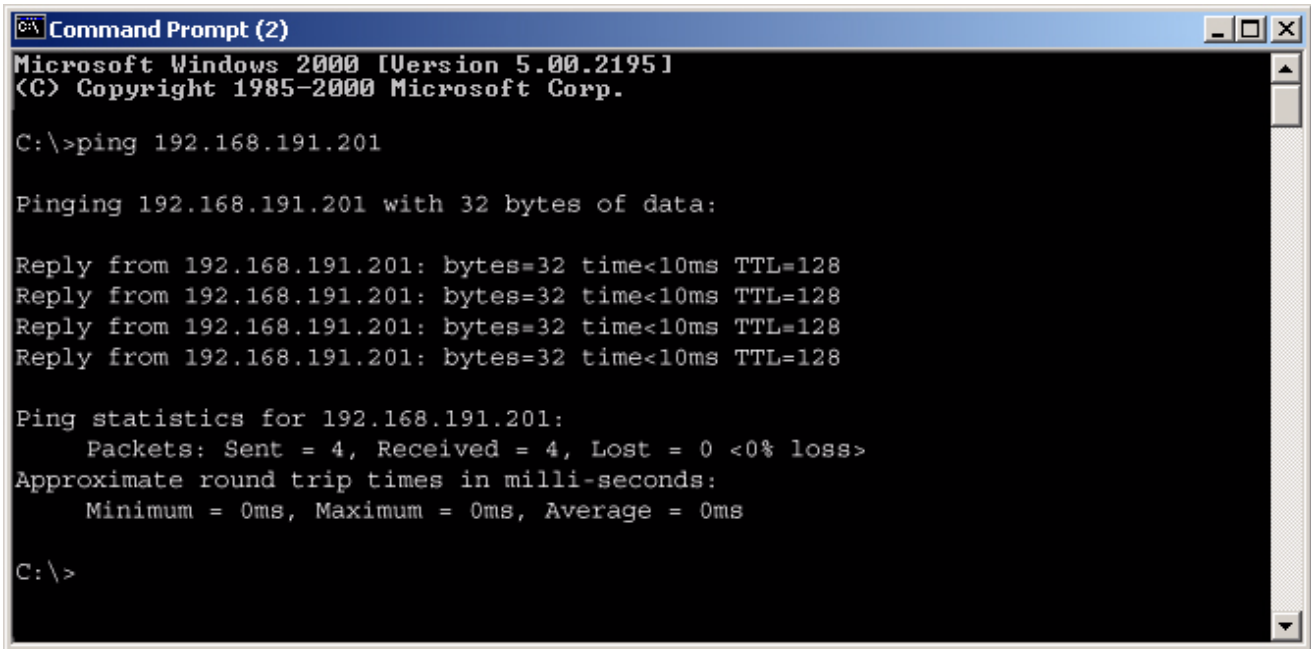 Command Prompt (2)
Microsoft Windows 2000 [Version 5.00.2195]
(C) Copyright 1985-2000 Microsoft Corp.
C:\>ping 192.168.191.201
Pinging 192.168.191.201 with 32 bytes of data:
Reply from 192.168.191.201: bytes=32 time<10ms TTL=128
Reply from 192.168.191.201: bytes=32 time<10ms TTL=128
Reply from 192.168.191.201: bytes=32 time<10ms TTL=128
Reply from 192.168.191.201: bytes=32 time<10ms TTL=128
Ping statistics for 192.168.191.201:
Packets: Sent = 4, Received = 4, Lost = 0 <0% loss>
Approximate round trip times in milli-seconds:
Minimum = 0ms, Maximum = 0ms, Average = 0ms
C:\>